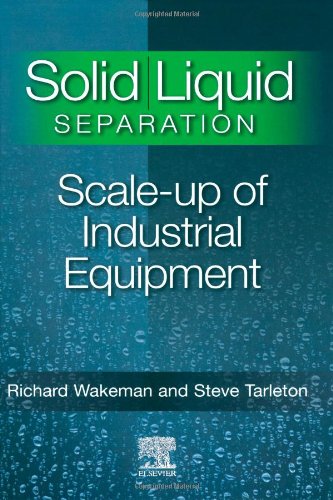 Solid|Liquid
SEPARATION
Scale-up of
Industrial
Equipment
Richard Wakeman and Steve Tarleton
ELSEVIER